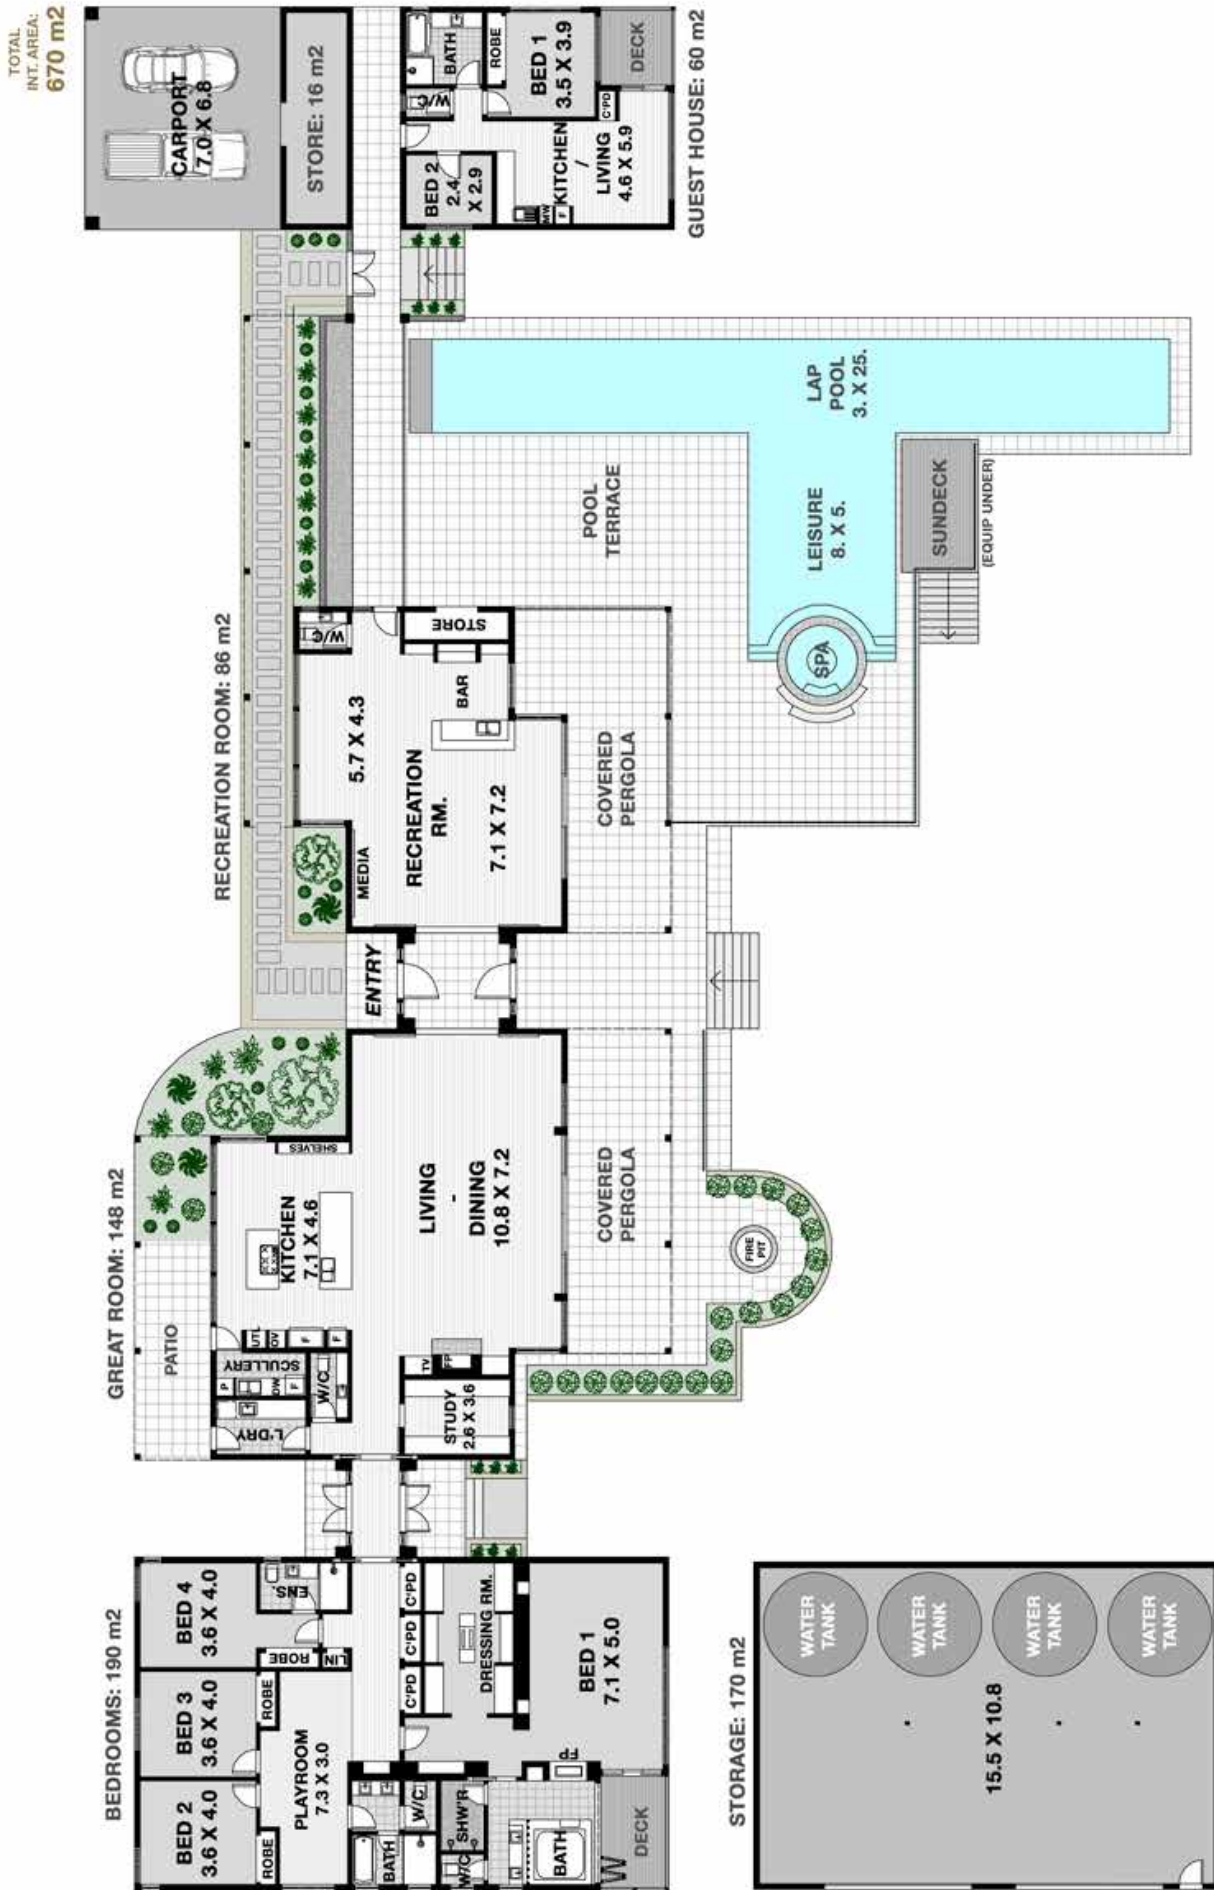 TOTAL
INT. AREA:
670 m2
CARPORT
7.0 X 6.8
STORE: 16 m2
BATH
ROBE
BED 1
3.5 X 3.9
DECK
W/C
C'PD
BED 2
2.4
X 2.9
KITCHEN
/
LIVING
4.6 X 5.9
MW
F
GUEST HOUSE: 60 m2
LAP
POOL
3. X 25.
POOL
TERRACE
LEISURE
8. X 5.
SUNDECK
(EQUIP UNDER)
SPA
RECREATION ROOM: 86 m2
W/C
STORE
5.7 X 4.3
BAR
RECREATION
RM.
7.1 X 7.2
MEDIA
COVERED
PERGOLA
ENTRY
GREAT ROOM: 148 m2
SHELVES
KITCHEN
7.1 X 4.6
LIVING
-
DINING
10.8 X 7.2
COVERED
PERGOLA
FIRE
PIT
PATIO
UTL
OV
F
F
SCULLERY
P
DW
F
W/C
TV
FP
L'DRY
STUDY
2.6 X 3.6
BEDROOMS: 190 m2
BED 4
3.6 X 4.0
ENS.
ROBE
LIN
BED 3
3.6 X 4.0
ROBE
BED 2
3.6 X 4.0
ROBE
PLAYROOM
7.3 X 3.0
C'PD
C'PD
C'PD
DRESSING RM.
BED 1
7.1 X 5.0
FP
BATH
W/C
SHW'R
W/C
BATH
DECK
STORAGE: 170 m2
WATER
TANK
WATER
TANK
WATER
TANK
WATER
TANK
15.5 X 10.8